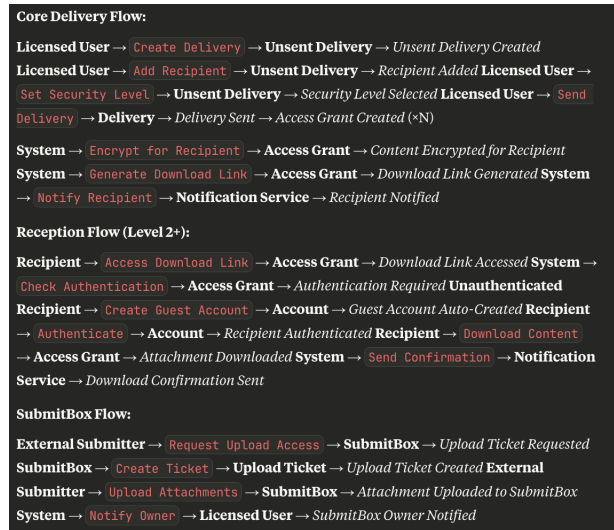 Core Delivery Flow:
Licensed User → Create Delivery → Unsent Delivery → Unsent Delivery Created
Licensed User → Add Recipient → Unsent Delivery → Recipient Added Licensed User →
Set Security Level → Unsent Delivery → Security Level Selected Licensed User → Send
Delivery → Delivery → Delivery Sent → Access Grant Created (×N)
System → Encrypt for Recipient → Access Grant → Content Encrypted for Recipient
System → Generate Download Link → Access Grant → Download Link Generated System
→ Notify Recipient → Notification Service → Recipient Notified
Reception Flow (Level 2+):
Recipient → Access Download Link → Access Grant → Download Link Accessed System →
Check Authentication → Access Grant → Authentication Required Unauthenticated
Recipient → Create Guest Account → Account → Guest Account Auto-Created Recipient
→ Authenticate → Account → Recipient Authenticated Recipient → Download Content
→ Access Grant → Attachment Downloaded System → Send Confirmation → Notification
Service → Download Confirmation Sent
SubmitBox Flow:
External Submitter → Request Upload Access → SubmitBox → Upload Ticket Requested
SubmitBox → Create Ticket → Upload Ticket → Upload Ticket Created External
Submitter → Upload Attachments → SubmitBox → Attachment Uploaded to SubmitBox
System → Notify Owner → Licensed User → SubmitBox Owner Notified